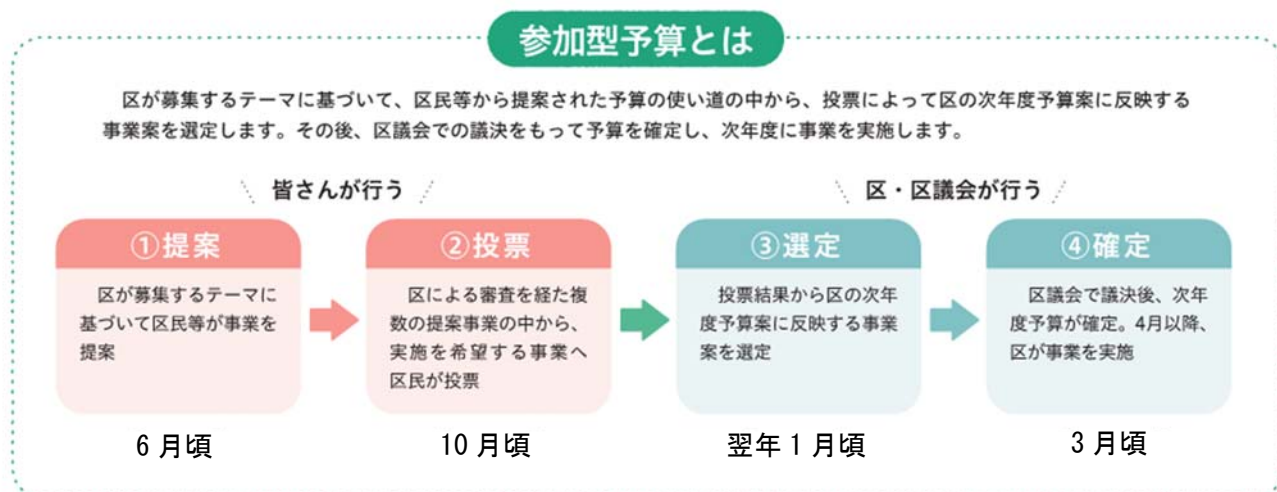 参加型予算とは
区が募集するテーマに基づいて、区民等から提案された予算の使い道の中から、投票によって区の次年度予算案に反映する
事業案を選定します。その後、区議会での議決をもって予算を確定し、次年度に事業を実施します。
皆さんが行う
区・区議会が行う
①提案
区が募集するテーマに
基づいて区民等が事業を
提案
6月頃
②投票
区による審査を経た複
数の提案事業の中から、
実施を希望する事業へ
区民が投票
10月頃
③選定
投票結果から区の次年
度予算案に反映する事業
案を選定
翌年1月頃
④確定
区議会で議決後、次年
度予算が確定。4月以降、
区が事業を実施
3月頃